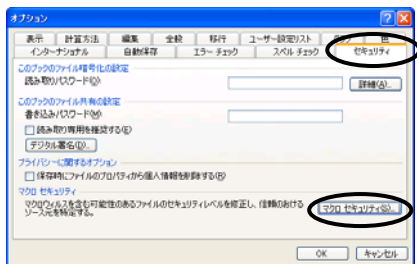 オプション
表示 計算方法 編集 全般 移行 ユーザー設定リスト 色
インターナショナル 自動保存 エラー チェック スペル チェック セキュリティ
このブックのファイル暗号化の設定
読み取りパスワード(O):
詳細(A)...
このブックのファイル共有の設定
書き込みパスワード(M):
読み取り専用を推奨する(E)
デジタル署名(D)...
プライバシーに関するオプション
保存時にファイルのプロパティから個人情報を削除する(R)
マクロ セキュリティ
マクロウィルスを含む可能性のあるファイルのセキュリティレベルを修正し、信頼のおける
ソース元を特定する。
マクロ セキュリティ(S)...
OK キャンセル